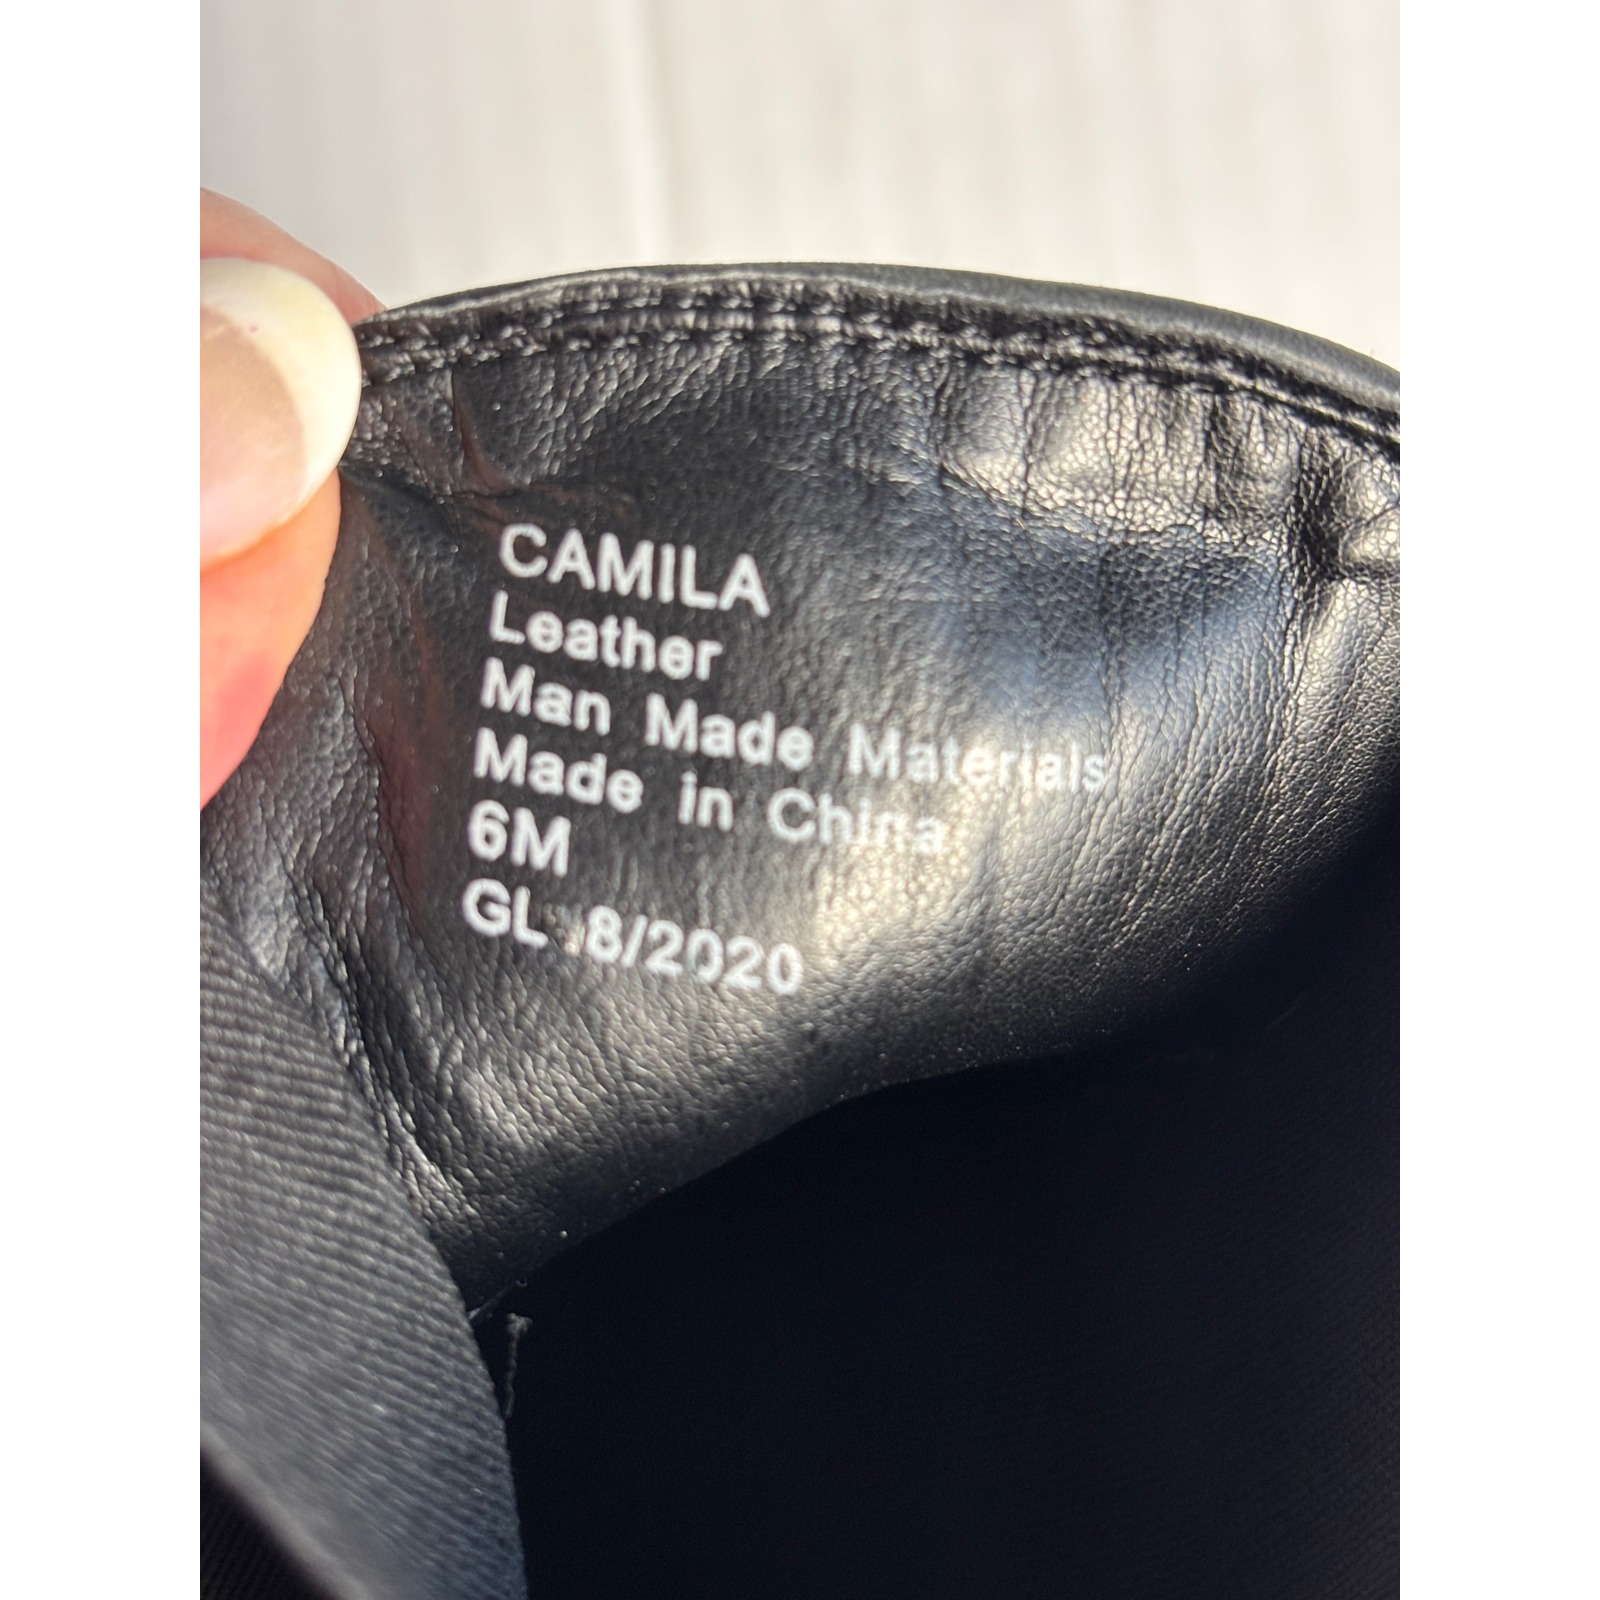 CAMILA
Leather
Man Made Materials
Made in China
6M
GL 8/2020